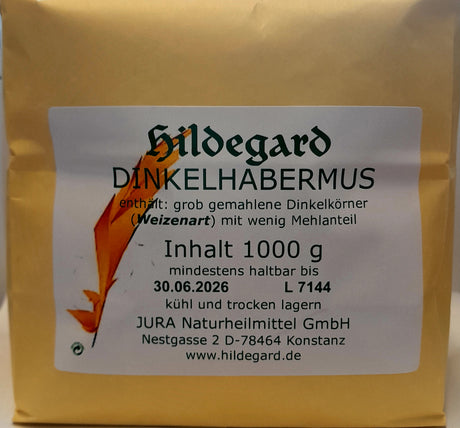 Hildegard
DINKELHABERMUS
enthält: grob gemahlene Dinkelkörner
(Weizenart) mit wenig Mehlanteil
Inhalt 1000 g
mindestens haltbar bis
30.06.2026 L 7144
kühl und trocken lagern
JURA Naturheilmittel GmbH
Nestgasse 2 D-78464 Konstanz
www.hildegard.de